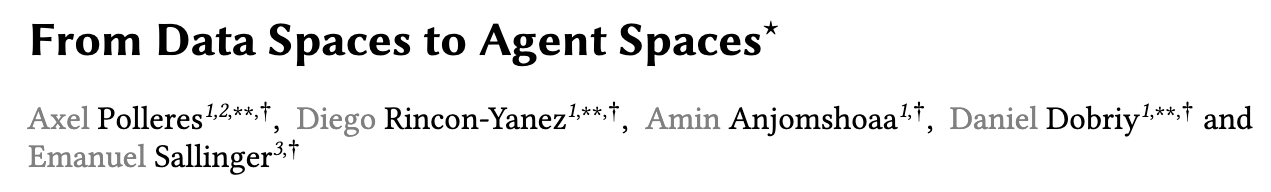 From Data Spaces to Agent Spaces⋆
Axel Polleres1,2,**,†, Diego Rincon-Yanez1,**,†, Amin Anjomshoaa1,†, Daniel Dobriy1,**,† and
Emanuel Sallinger3,†